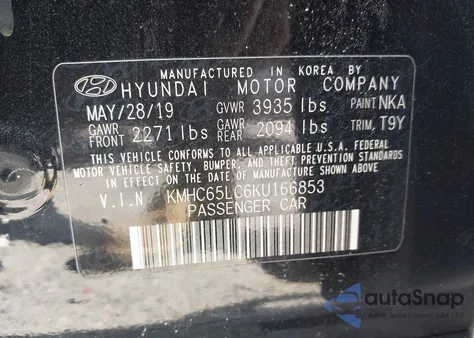 MANUFACTURED IN KOREA BY
HYUNDAI MOTOR COMPANY
MAY/28/19 GVWR 3935 lbs PAINT NKA
GAWR FRONT 2271 lbs GAWR REAR 2094 lbs TRIM, T9Y
THIS VEHICLE CONFORMS TO ALL APPLICABLE U.S.A. FEDERAL
MOTOR VEHICLE SAFETY, BUMPER, AND THEFT PREVENTION STANDARDS
IN EFFECT ON THE DATE OF MANUFACTURE SHOWN ABOVE.
V.I.N KMHC65LC6KU166853
PASSENGER CAR
autoSnap